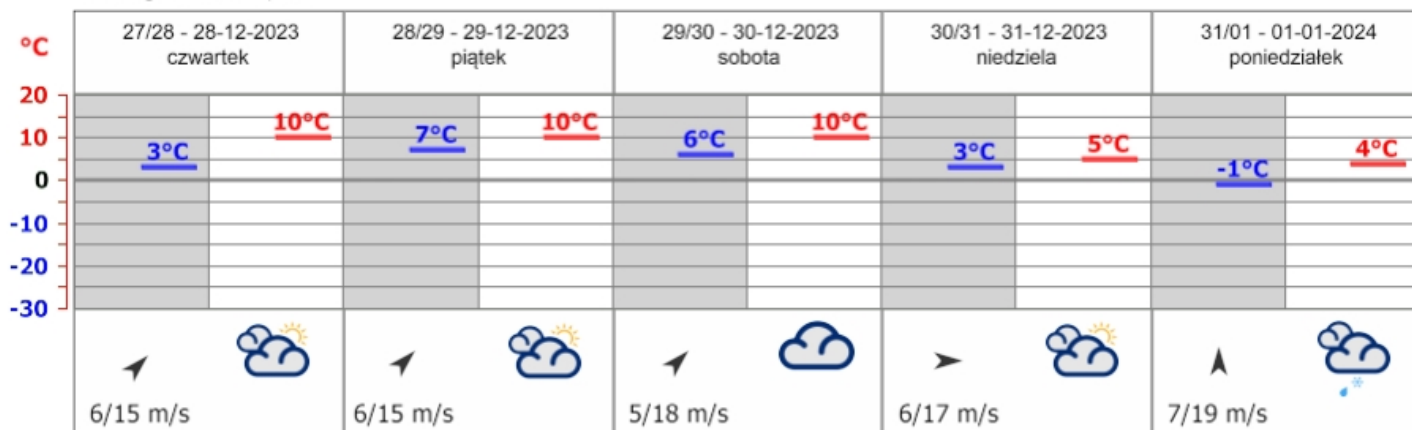 °C
27/28 - 28-12-2023
czwartek
28/29 - 29-12-2023
piątek
29/30 - 30-12-2023
sobota
30/31 - 31-12-2023
niedziela
31/01 - 01-01-2024
poniedziałek
20
10
0
-10
-20
-30
3°C
10°C
7°C
10°C
6°C
10°C
3°C
5°C
-1°C
4°C
6/15 m/s
6/15 m/s
5/18 m/s
6/17 m/s
7/19 m/s